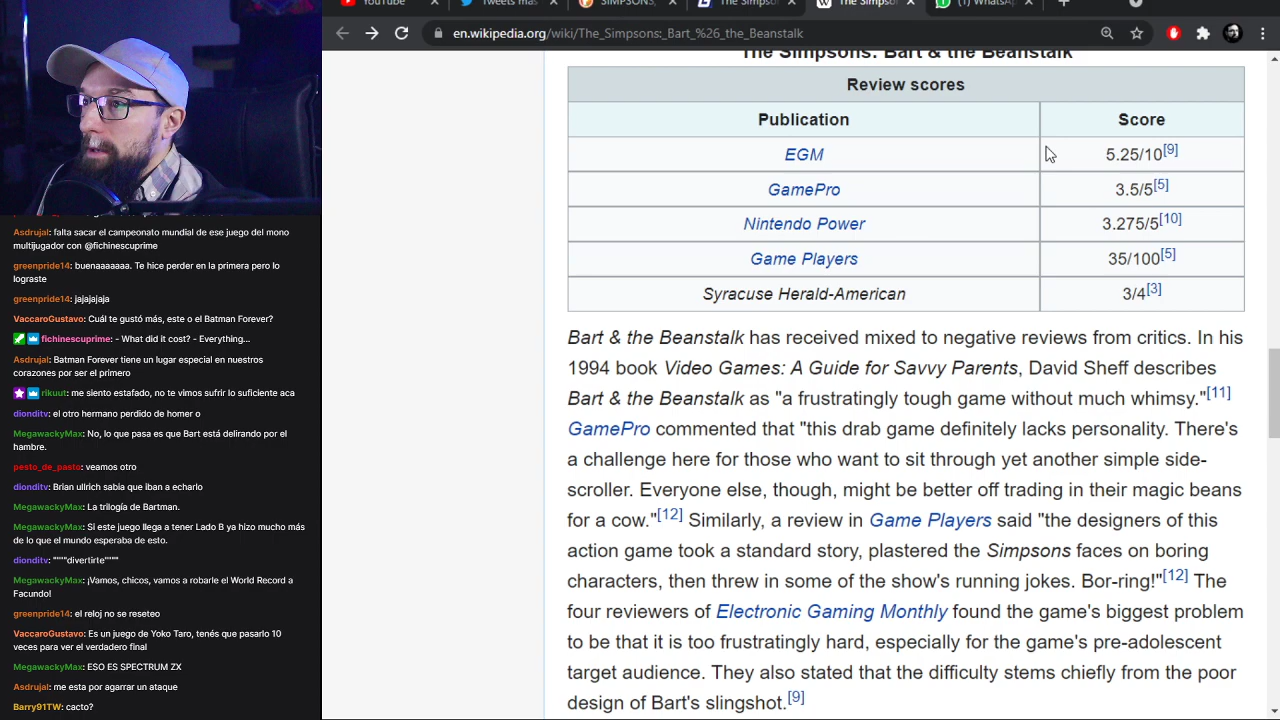 YouTube
Tweets más
SIMPSONS,
The Simpson
The Simpson
(1) WhatsAp
en.wikipedia.org/wiki/The_Simpsons:_Bart_%26_the_Beanstalk
Asdrujal: falta sacar el campeonato mundial de ese juego del mono
multijugador con @fichinescuprime
greenpride14: buenaaaaaaa. Te hice perder en la primera pero lo
lograste
greenpride14: jajajajaja
VaccaroGustavo: Cuál te gustó más, este o el Batman Forever?
fichinescuprime: - What did it cost? - Everything...
Asdrujal: Batman Forever tiene un lugar especial en nuestros
corazones por ser el primero
rikuut: me siento estafado, no te vimos sufrir lo suficiente aca
dionditv: el otro hermano perdido de homer o
MegawackyMax: No, lo que pasa es que Bart está delirando por el
hambre.
pesto_de_pasto: veamos otro
dionditv: Brian ullrich sabia que iban a echarlo
MegawackyMax: La trilogía de Bartman.
MegawackyMax: Si este juego llega a tener Lado B ya hizo mucho más
de lo que el mundo esperaba de esto.
dionditv: """"divertirte""""
MegawackyMax: ¡Vamos, chicos, vamos a robarle el World Record a
Facundo!
greenpride14: el reloj no se reseteo
VaccaroGustavo: Es un juego de Yoko Taro, tenés que pasarlo 10
veces para ver el verdadero final
MegawackyMax: ESO ES SPECTRUM ZX
Asdrujal: me esta por agarrar un ataque
Barry91TW: cacto?
The Simpsons: Bart & the Beanstalk
Review scores
Publication Score
EGM 5.25/10[9]
GamePro 3.5/5[5]
Nintendo Power 3.275/5[10]
Game Players 35/100[5]
Syracuse Herald-American 3/4[3]
Bart & the Beanstalk has received mixed to negative reviews from critics. In his
1994 book Video Games: A Guide for Savvy Parents, David Sheff describes
Bart & the Beanstalk as "a frustratingly tough game without much whimsy."[11]
GamePro commented that "this drab game definitely lacks personality. There's
a challenge here for those who want to sit through yet another simple side-
scroller. Everyone else, though, might be better off trading in their magic beans
for a cow."[12] Similarly, a review in Game Players said "the designers of this
action game took a standard story, plastered the Simpsons faces on boring
characters, then threw in some of the show's running jokes. Bor-ring!"[12] The
four reviewers of Electronic Gaming Monthly found the game's biggest problem
to be that it is too frustratingly hard, especially for the game's pre-adolescent
target audience. They also stated that the difficulty stems chiefly from the poor
design of Bart's slingshot.[9]